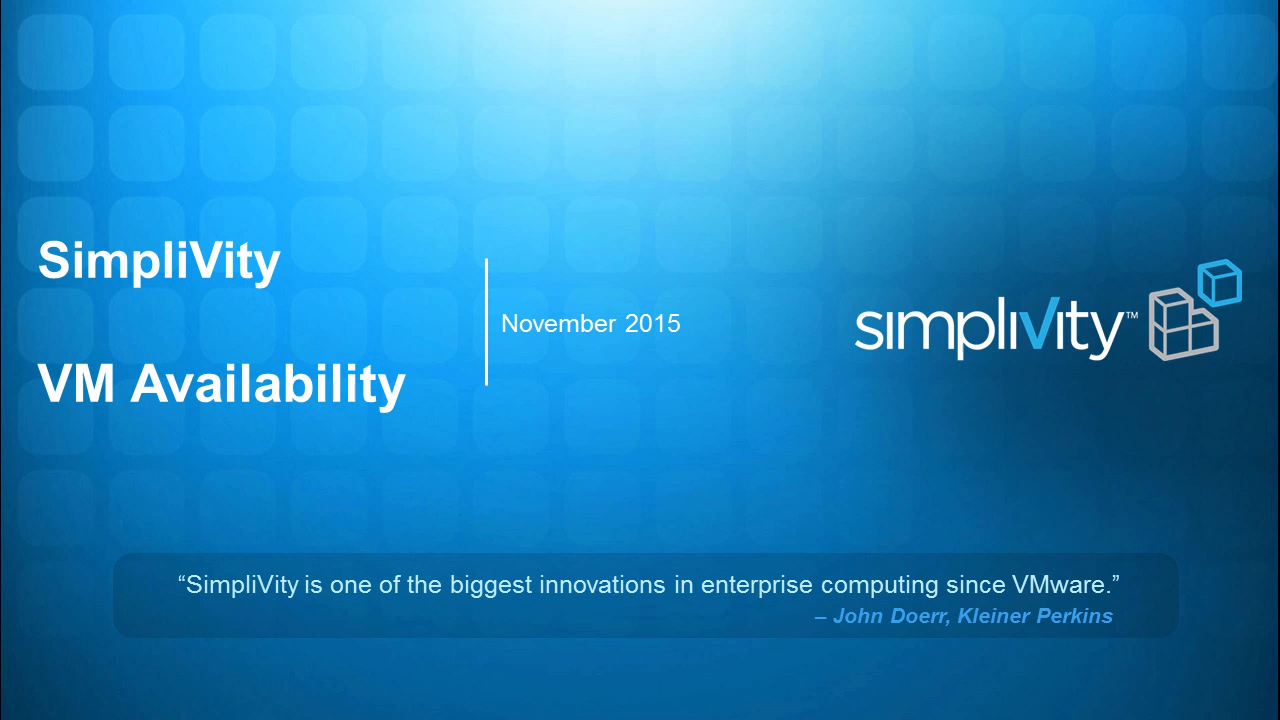 SimpliVity
VM Availability
November 2015
simplivity™
“SimpliVity is one of the biggest innovations in enterprise computing since VMware.”
– John Doerr, Kleiner Perkins